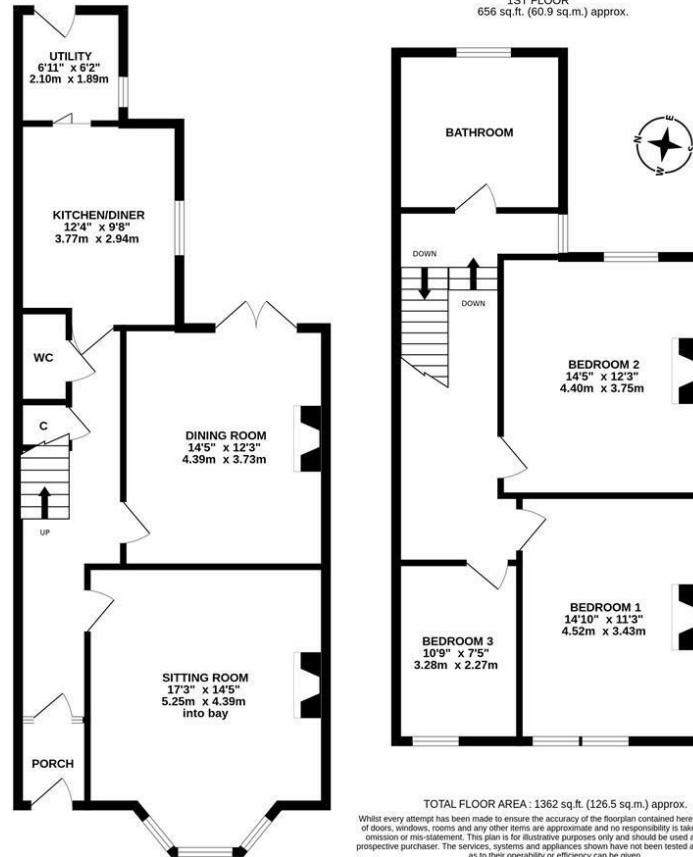 UTILITY
6'11" x 6'2"
2.10m x 1.89m
KITCHEN/DINER
12'4" x 9'8"
3.77m x 2.94m
WC
C
UP
DINING ROOM
14'5" x 12'3"
4.39m x 3.73m
SITTING ROOM
17'3" x 14'5"
5.25m x 4.39m
into bay
PORCH
1ST FLOOR
656 sq.ft. (60.9 sq.m.) approx.
BATHROOM
N
E
S
W
DOWN
DOWN
BEDROOM 2
14'5" x 12'3"
4.40m x 3.75m
BEDROOM 1
14'10" x 11'3"
4.52m x 3.43m
BEDROOM 3
10'9" x 7'5"
3.28m x 2.27m
TOTAL FLOOR AREA : 1362 sq.ft. (126.5 sq.m.) approx.
Whilst every attempt has been made to ensure the accuracy of the floorplan contained here
of doors, windows, rooms and any other items are approximate and no responsibility is take
omission or mis-statement. This plan is for illustrative purposes only and should be used a
prospective purchaser. The services, systems and appliances shown have not been tested a
as to their operability or efficiency can be given